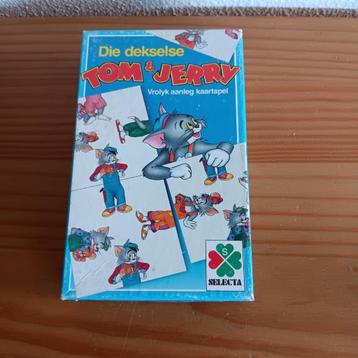 Die dekselse
TOM & JERRY
Vrolyk aanleg kaartspel
S
SELECTA